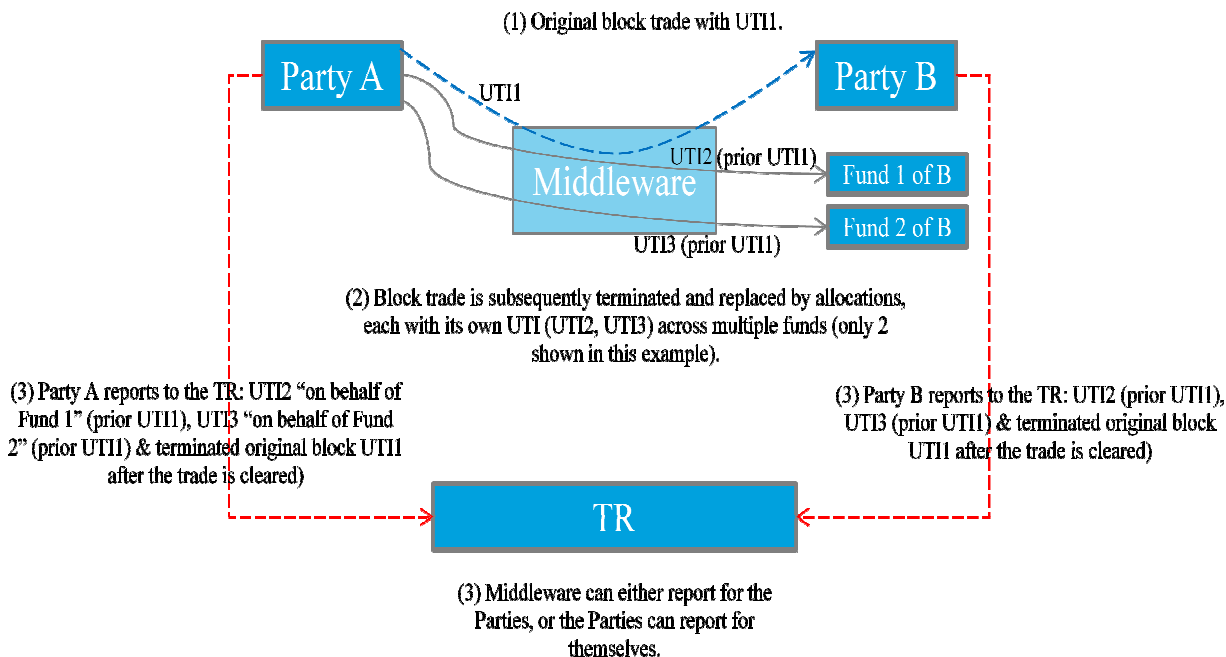 (1) Original block trade with UTI1.
Party A
Party B
UTI1
UTI2 (prior UTI1)
Middleware
Fund 1 of B
Fund 2 of B
UTI3 (prior UTI1)
(2) Block trade is subsequently terminated and replaced by allocations,
each with its own UTI (UTI2, UTI3) across multiple funds (only 2
shown in this example).
(3) Party A reports to the TR: UTI2 “on behalf of
Fund 1” (prior UTI1), UTI3 “on behalf of Fund
2” (prior UTI1) & terminated original block UTI1
after the trade is cleared)
(3) Party B reports to the TR: UTI2 (prior UTI1),
UTI3 (prior UTI1) & terminated original block
UTI1 after the trade is cleared)
TR
(3) Middleware can either report for the
Parties, or the Parties can report for
themselves.